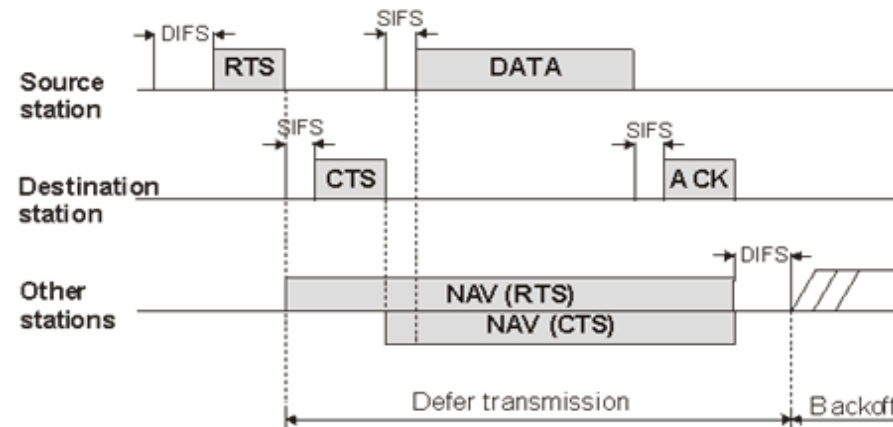 DIFS
SIFS
RTS
DATA
Source
station
SIFS
SIFS
CTS
ACK
Destination
station
DIFS
NAV (RTS)
Other
stations
NAV (CTS)
Defer transmission
Backoff